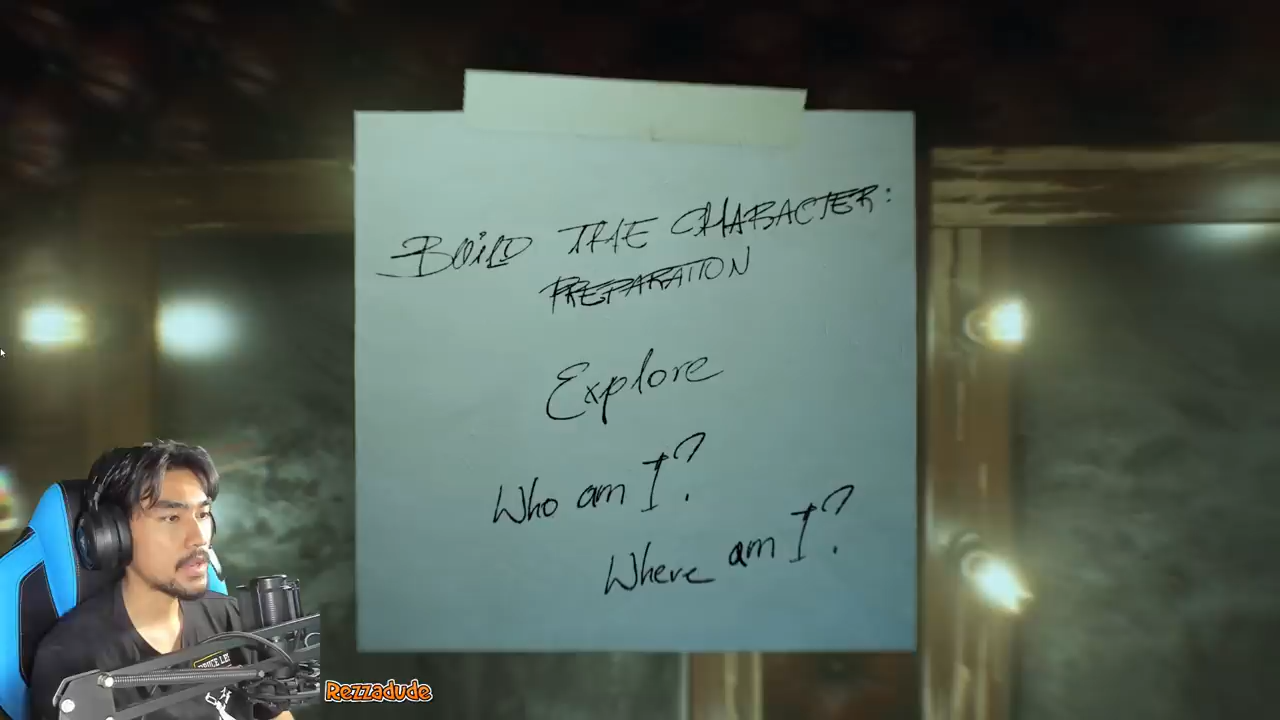 BUILD THE CHARACTER:
PREPARATION
Explore
Who am I?
Where am I?
Rezzadude